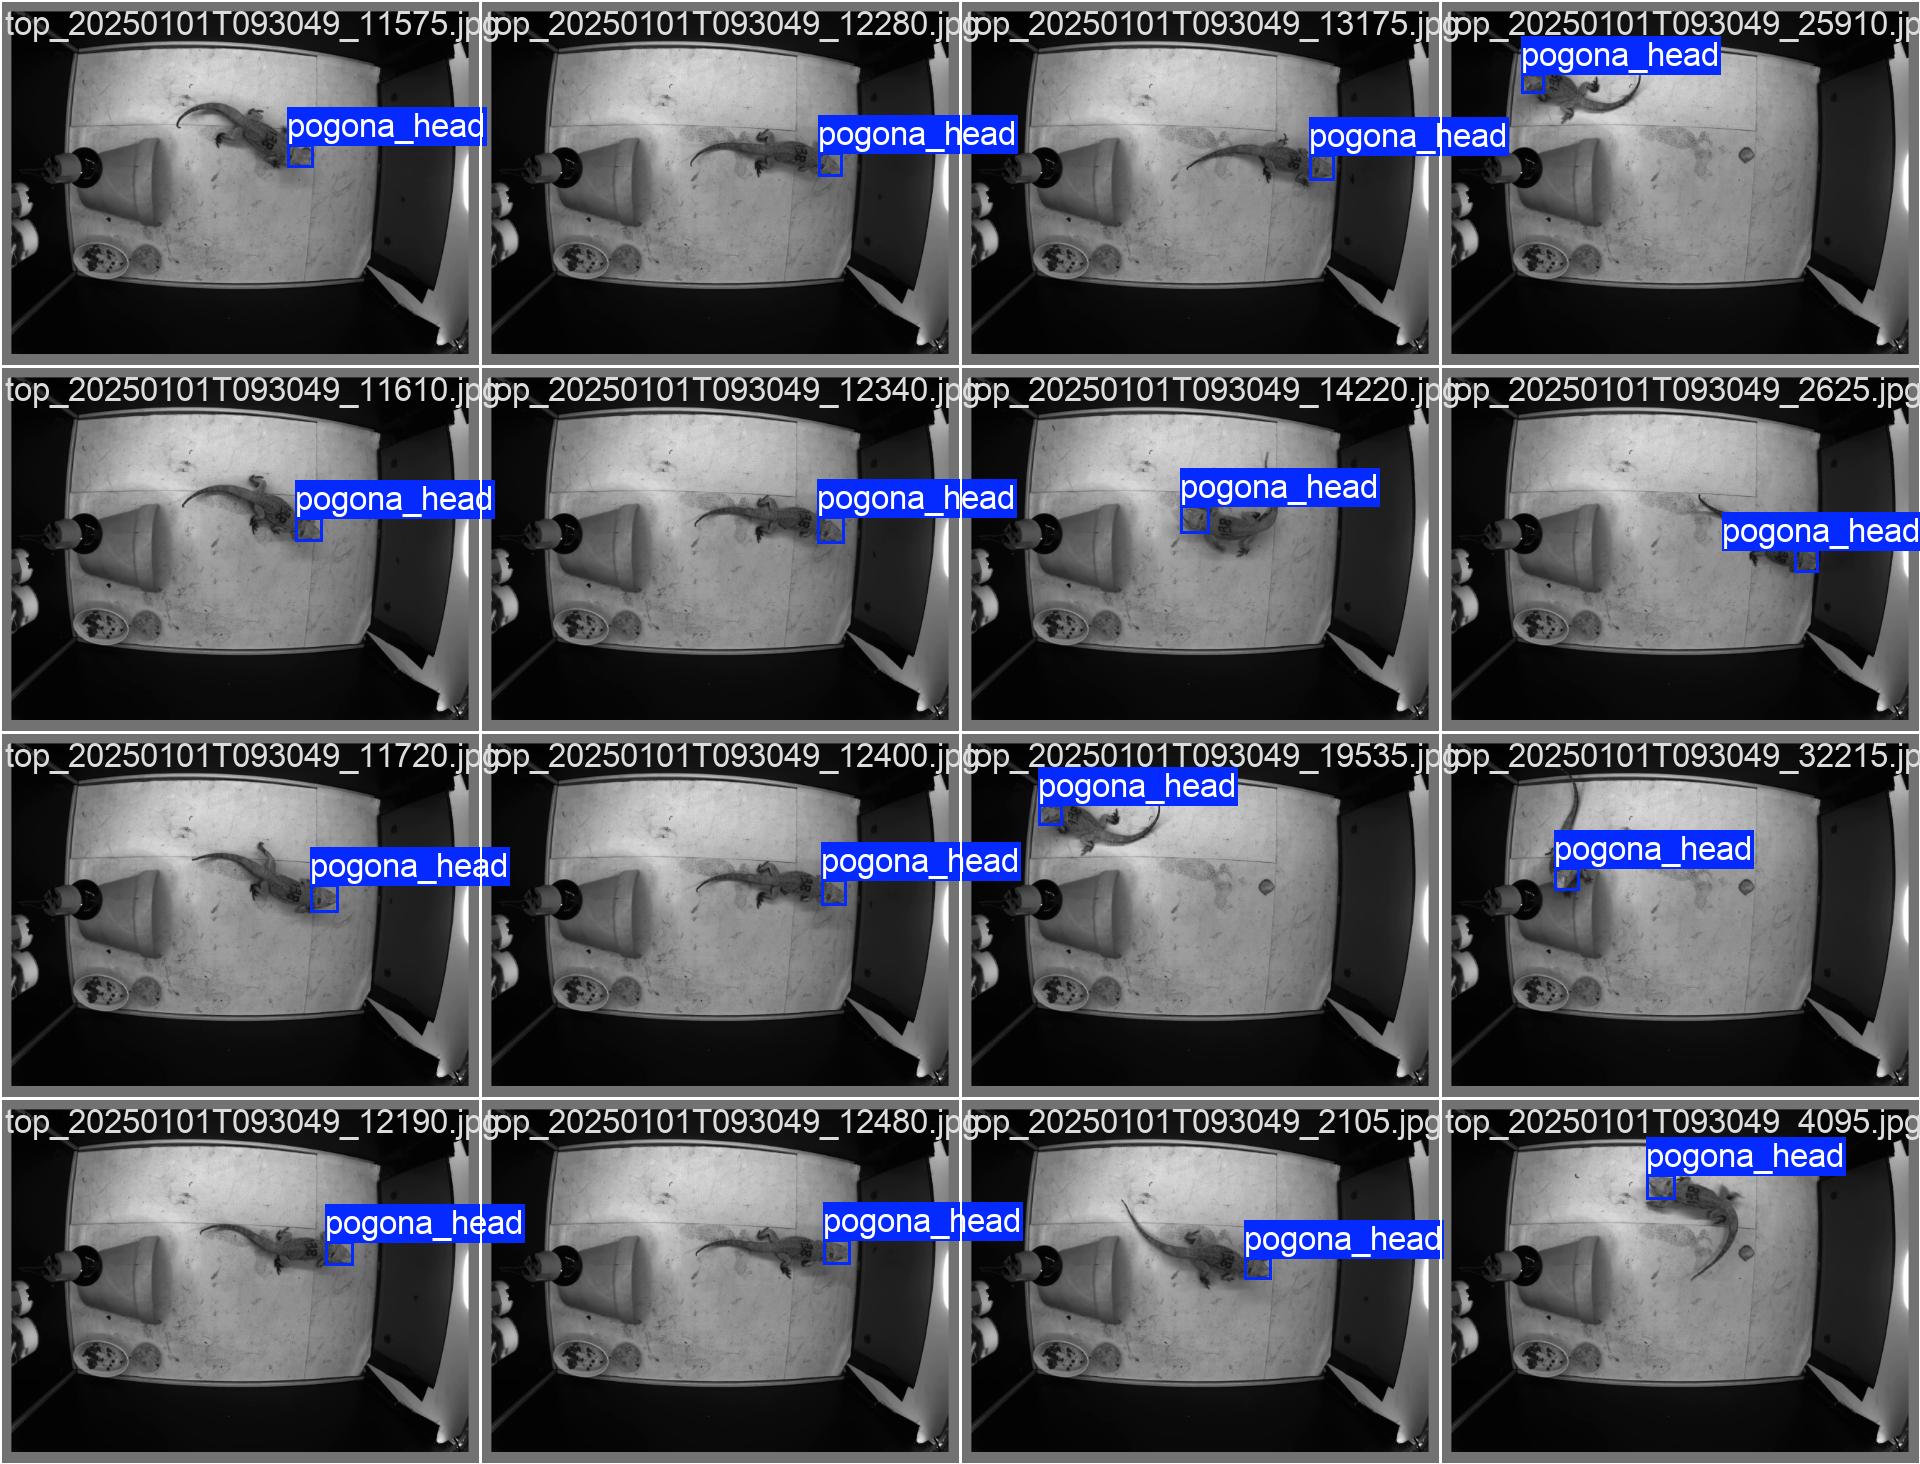 top_20250101T093049_11575.jpg
top_20250101T093049_12280.jpg
top_20250101T093049_13175.jpg
top_20250101T093049_25910.jp
pogona_head
pogona_head
pogona_head
pogona_head
top_20250101T093049_11610.jpg
top_20250101T093049_12340.jpg
top_20250101T093049_14220.jpg
top_20250101T093049_2625.jpg
pogona_head
pogona_head
pogona_head
pogona_head
top_20250101T093049_11720.jpg
top_20250101T093049_12400.jpg
top_20250101T093049_19535.jpg
top_20250101T093049_32215.jp
pogona_head
pogona_head
pogona_head
pogona_head
top_20250101T093049_12190.jpg
top_20250101T093049_12480.jpg
top_20250101T093049_2105.jpg
top_20250101T093049_4095.jpg
pogona_head
pogona_head
pogona_head
pogona_head